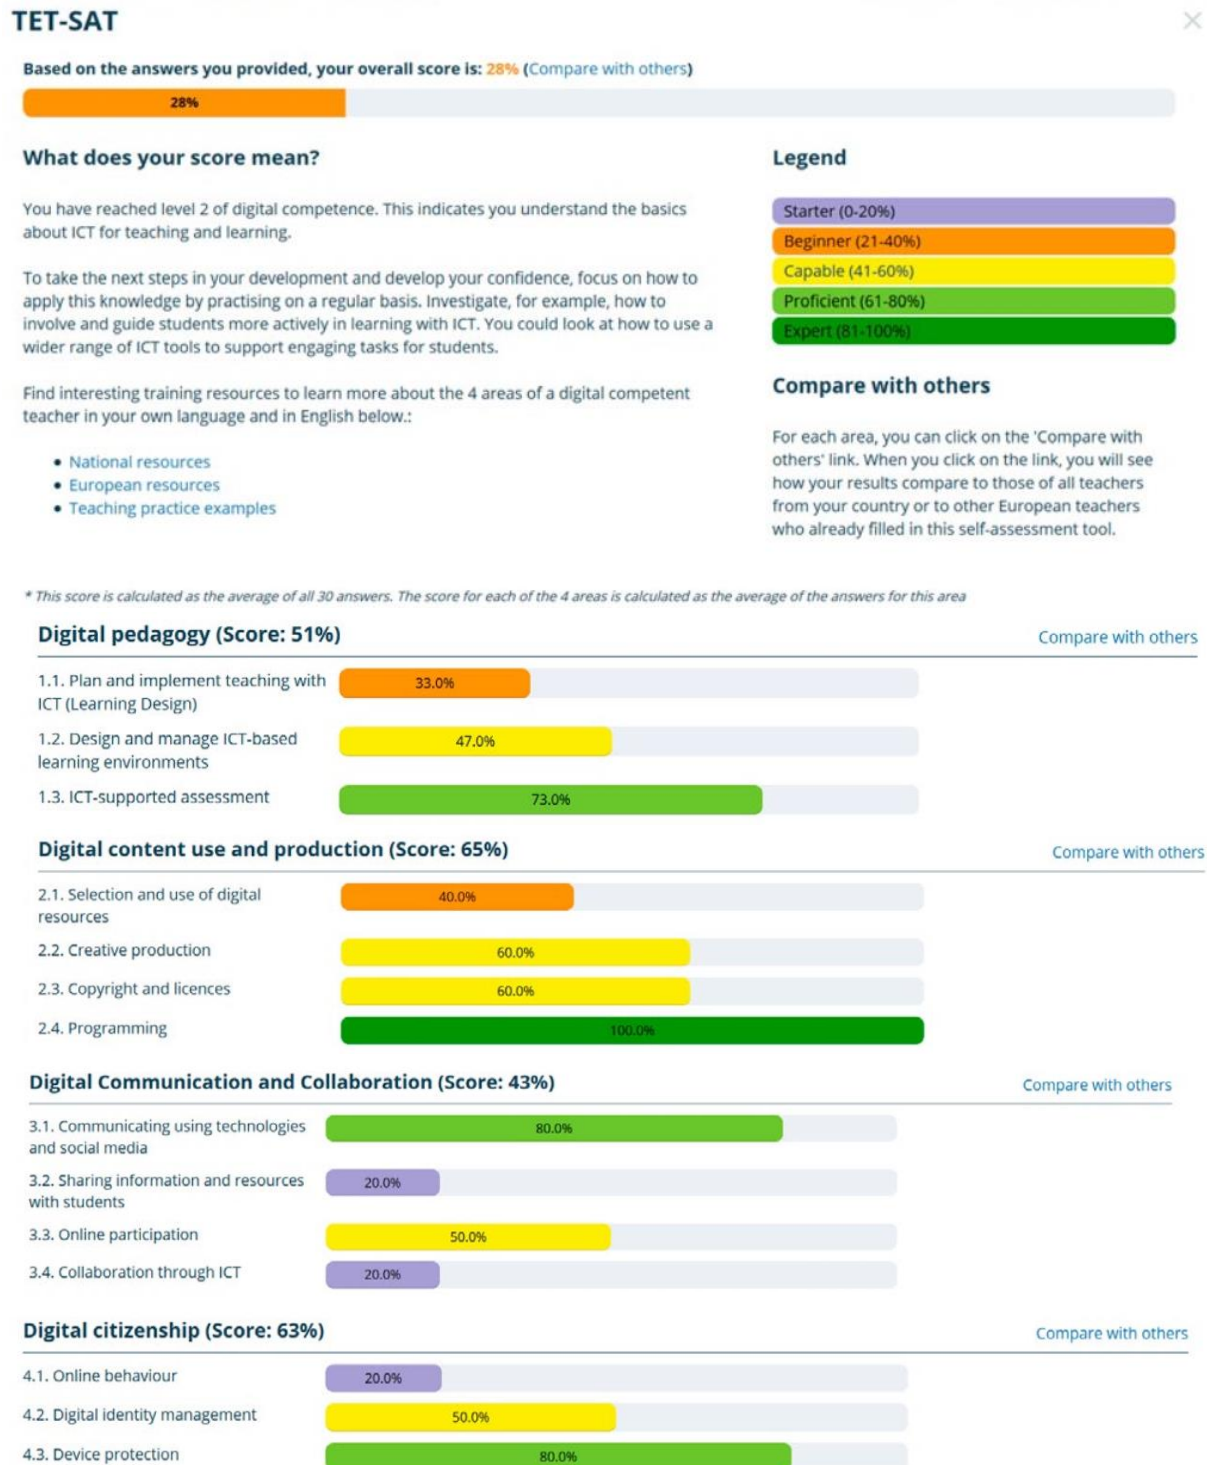 TET-SAT
Based on the answers you provided, your overall score is: 28% (Compare with others)
28%
What does your score mean?
You have reached level 2 of digital competence. This indicates you understand the basics
about ICT for teaching and learning.
To take the next steps in your development and develop your confidence, focus on how to
apply this knowledge by practising on a regular basis. Investigate, for example, how to
involve and guide students more actively in learning with ICT. You could look at how to use a
wider range of ICT tools to support engaging tasks for students.
Find interesting training resources to learn more about the 4 areas of a digital competent
teacher in your own language and in English below.:
• National resources
• European resources
• Teaching practice examples
Legend
Starter (0-20%)
Beginner (21-40%)
Capable (41-60%)
Proficient (61-80%)
Expert (81-100%)
Compare with others
For each area, you can click on the 'Compare with
others' link. When you click on the link, you will see
how your results compare to those of all teachers
from your country or to other European teachers
who already filled in this self-assessment tool.
* This score is calculated as the average of all 30 answers. The score for each of the 4 areas is calculated as the average of the answers for this area
Digital pedagogy (Score: 51%)
Compare with others
1.1. Plan and implement teaching with
ICT (Learning Design)
33.0%
1.2. Design and manage ICT-based
learning environments
47.0%
1.3. ICT-supported assessment
73.0%
Digital content use and production (Score: 65%)
Compare with others
2.1. Selection and use of digital
resources
40.0%
2.2. Creative production
60.0%
2.3. Copyright and licences
60.0%
2.4. Programming
100.0%
Digital Communication and Collaboration (Score: 43%)
Compare with others
3.1. Communicating using technologies
and social media
80.0%
3.2. Sharing information and resources
with students
20.0%
3.3. Online participation
50.0%
3.4. Collaboration through ICT
20.0%
Digital citizenship (Score: 63%)
Compare with others
4.1. Online behaviour
20.0%
4.2. Digital identity management
50.0%
4.3. Device protection
80.0%